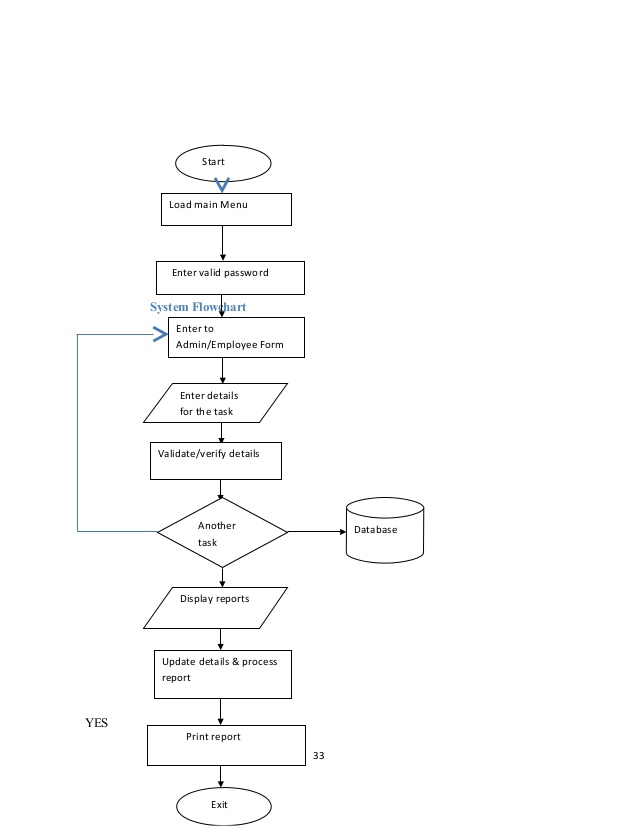 Start
Load main Menu
Enter valid password
System Flowchart
Enter to
Admin/Employee Form
Enter details
for the task
Validate/verify details
Another
task
Database
Display reports
Update details & process
report
YES
Print report
33
Exit